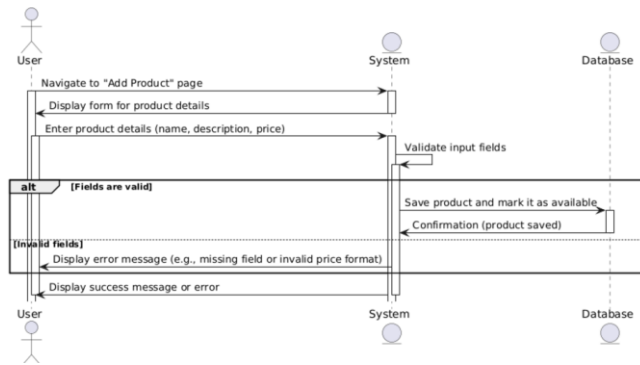 User
System
Database
Navigate to "Add Product" page
Display form for product details
Enter product details (name, description, price)
Validate input fields
alt [Fields are valid]
Save product and mark it as available
Confirmation (product saved)
[Invalid fields]
Display error message (e.g., missing field or invalid price format)
Display success message or error
User
System
Database